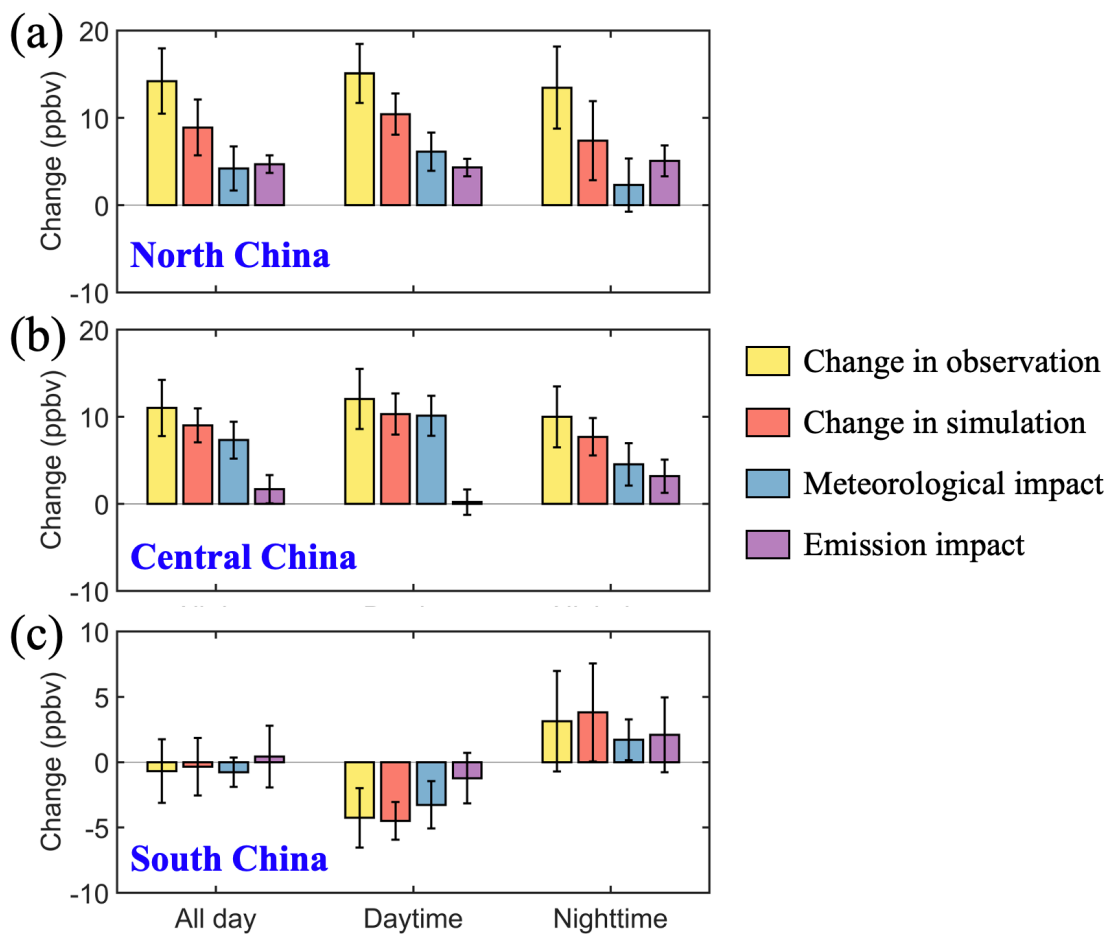 (a)
20
10
0
-10
Change (ppbv)
North China
(b)
20
10
0
-10
Change (ppbv)
Central China
Change in observation
Change in simulation
Meteorological impact
Emission impact
(c)
10
5
0
-5
-10
Change (ppbv)
South China
All day
Daytime
Nighttime